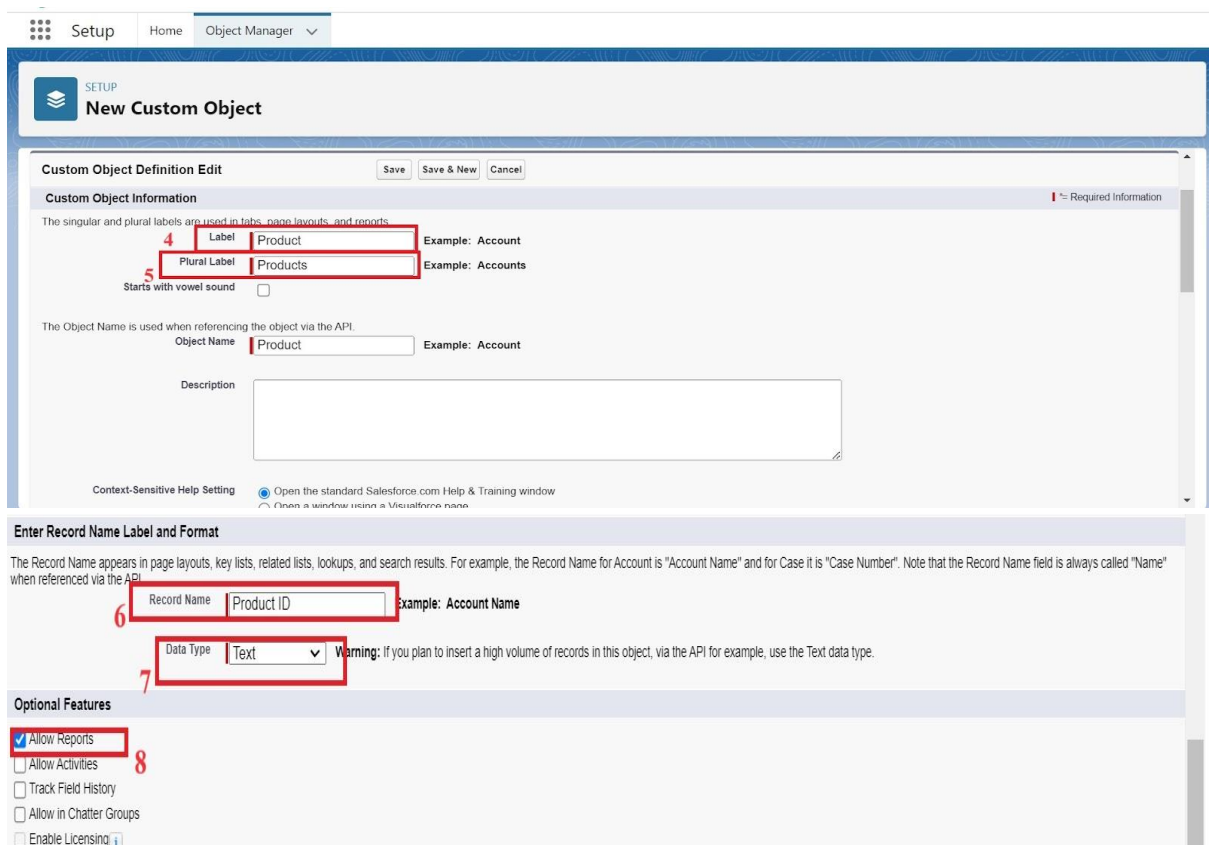 Setup Home Object Manager
SETUP
New Custom Object
Custom Object Definition Edit Save Save & New Cancel
Custom Object Information *= Required Information
The singular and plural labels are used in tabs, page layouts, and reports.
4 Label Product Example: Account
5 Plural Label Products Example: Accounts
Starts with vowel sound
The Object Name is used when referencing the object via the API.
Object Name Product Example: Account
Description
Context-Sensitive Help Setting Open the standard Salesforce.com Help & Training window
Open a window using a Visualforce page
Enter Record Name Label and Format
The Record Name appears in page layouts, key lists, related lists, lookups, and search results. For example, the Record Name for Account is "Account Name" and for Case it is "Case Number". Note that the Record Name field is always called "Name"
when referenced via the API.
6 Record Name Product ID Example: Account Name
7 Data Type Text Warning: If you plan to insert a high volume of records in this object, via the API for example, use the Text data type.
Optional Features
Allow Reports 8
Allow Activities
Track Field History
Allow in Chatter Groups
Enable Licensing i